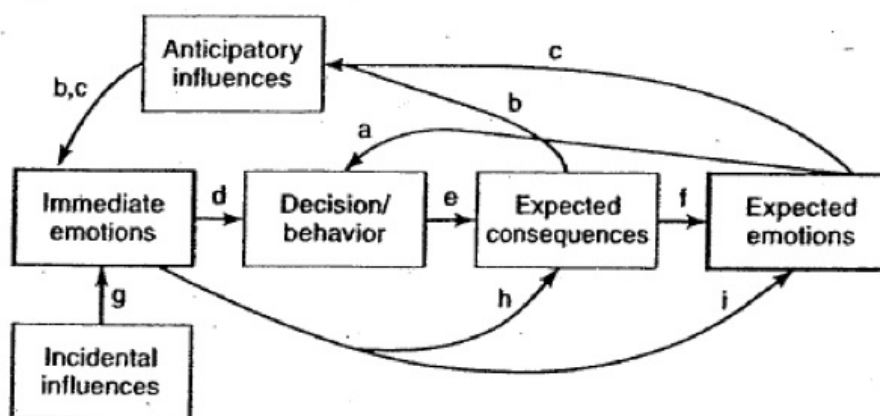 Anticipatory
influences
c
b,c
b
a
Immediate
emotions
d
Decision/
behavior
e
Expected
consequences
f
Expected
emotions
g
h
i
Incidental
influences